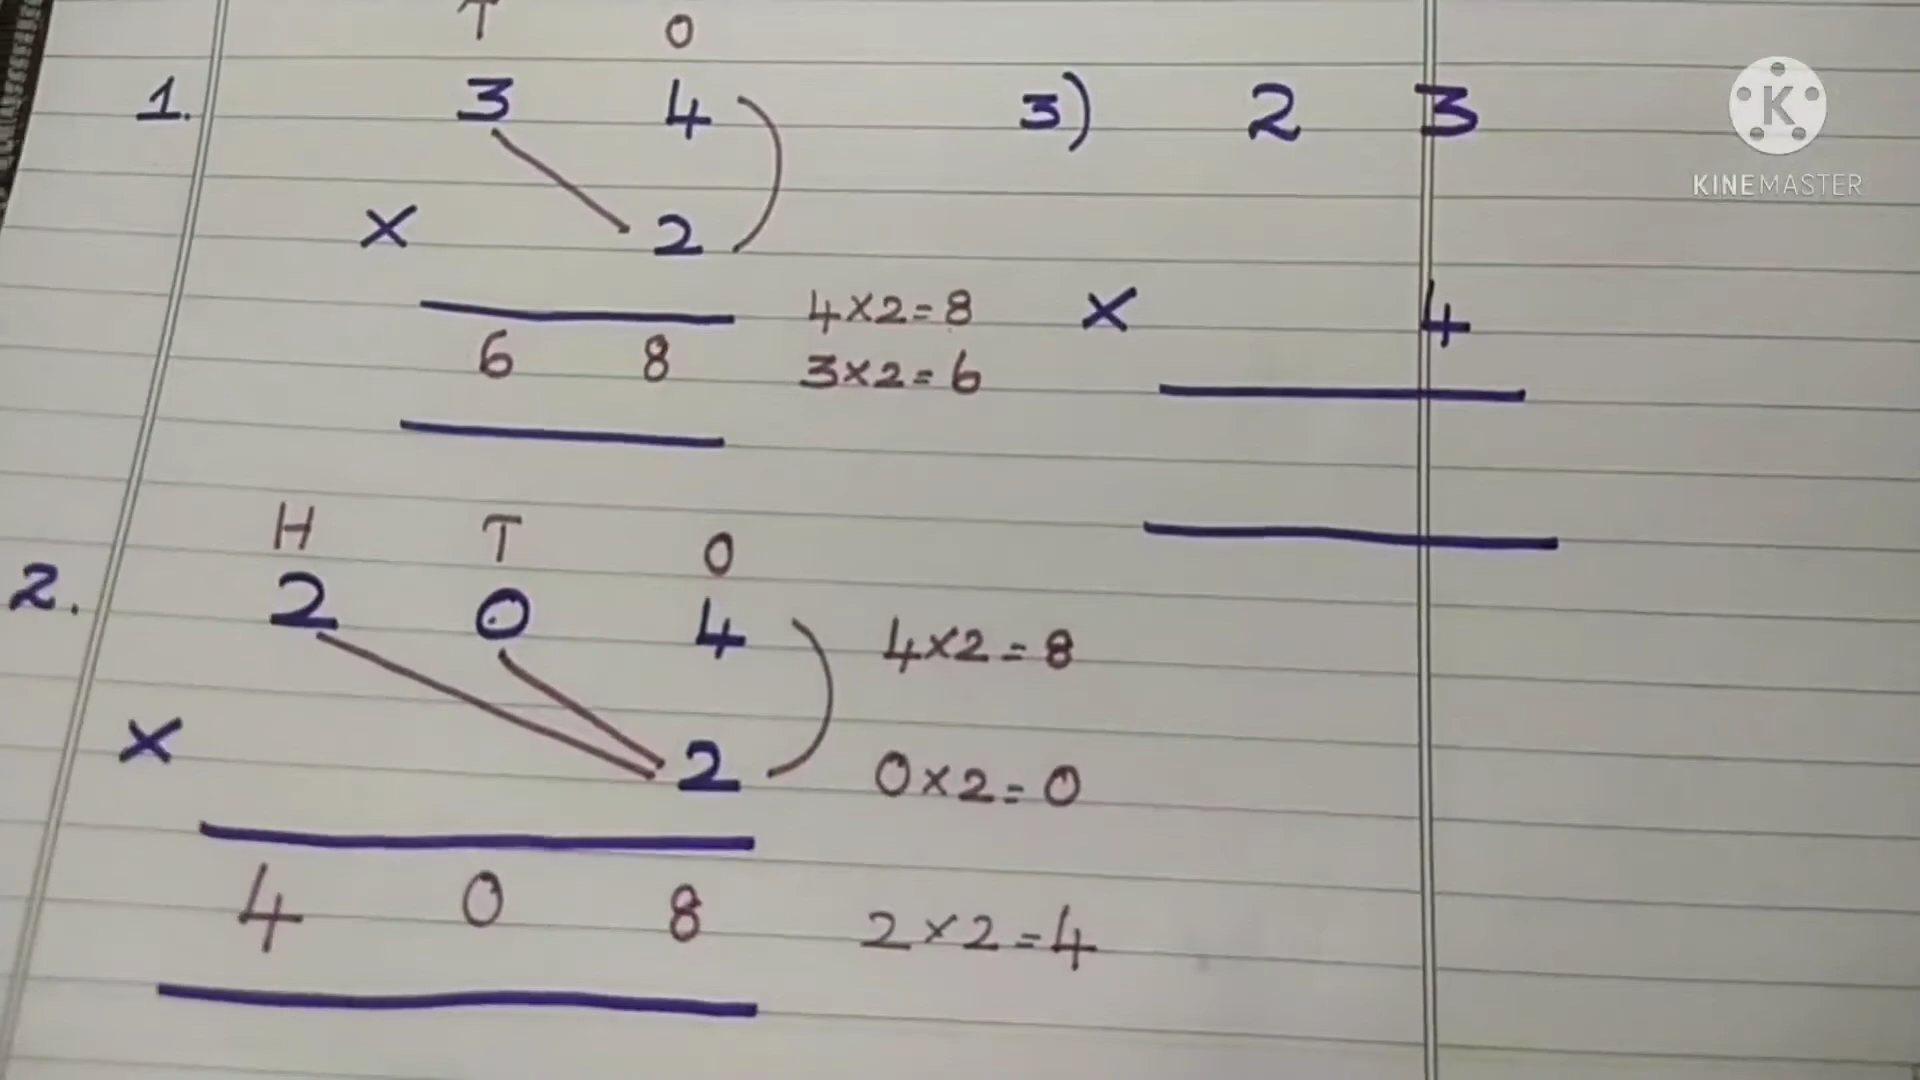 T O
1. 3 4
× 2
6 8
4×2=8
3×2=6
H T O
2. 2 0 4
× 2
4 0 8
4×2=8
0×2=0
2×2=4
3) 2 3
× 4
K
KINEMASTER